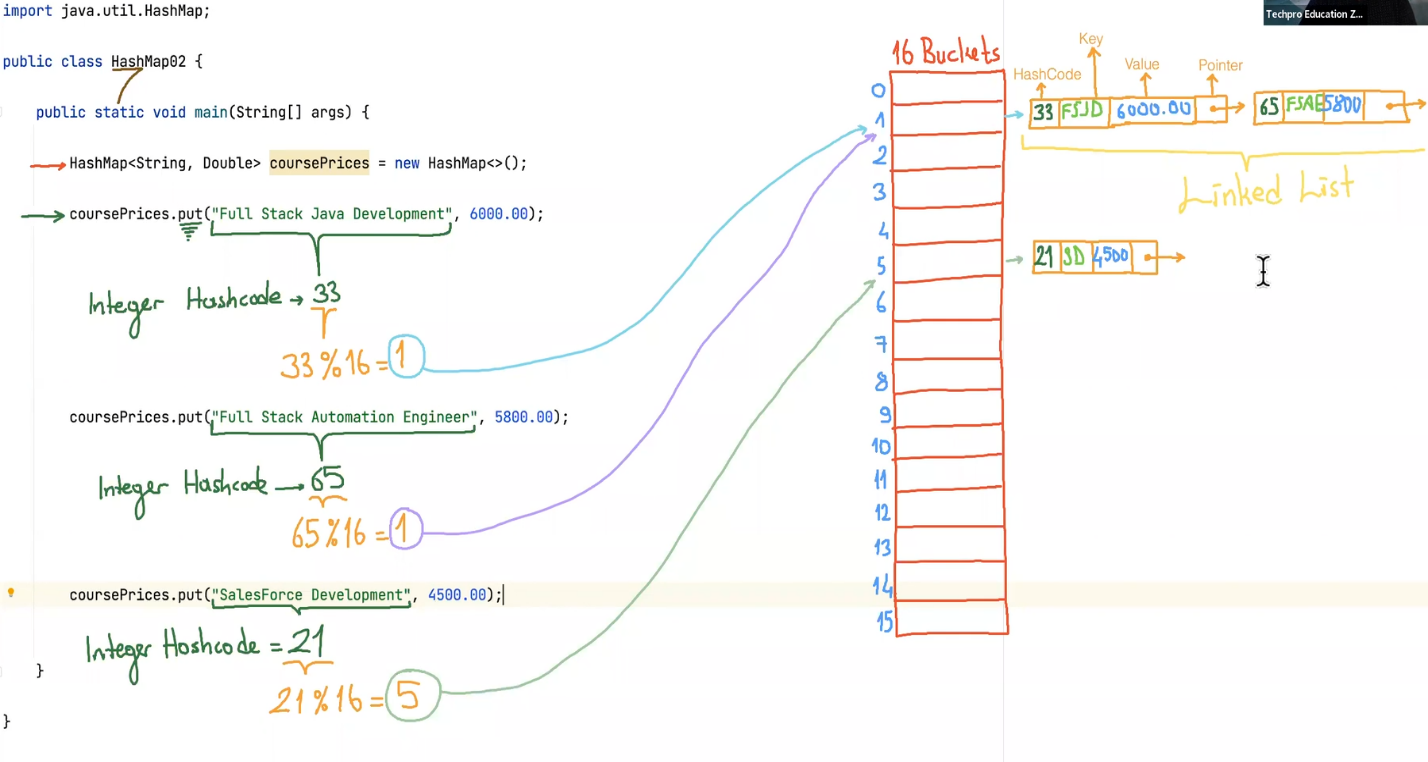 import java.util.HashMap;
Techpro Education Z...
public class HashMap02 {
public static void main(String[] args) {
HashMap<String, Double> coursePrices = new HashMap<>();
coursePrices.put("Full Stack Java Development", 6000.00);
Integer Hashcode → 33
33%16=1
coursePrices.put("Full Stack Automation Engineer", 5800.00);
Integer Hashcode → 65
65%16=1
coursePrices.put("SalesForce Development", 4500.00);
Integer Hashcode = 21
21%16=5
}
}
16 Buckets
0
1
2
3
4
5
6
7
8
9
10
11
12
13
14
15
HashCode Key Value Pointer
33 FSJD 6000.00
65 FSAE 5800
Linked List
21 SD 4500